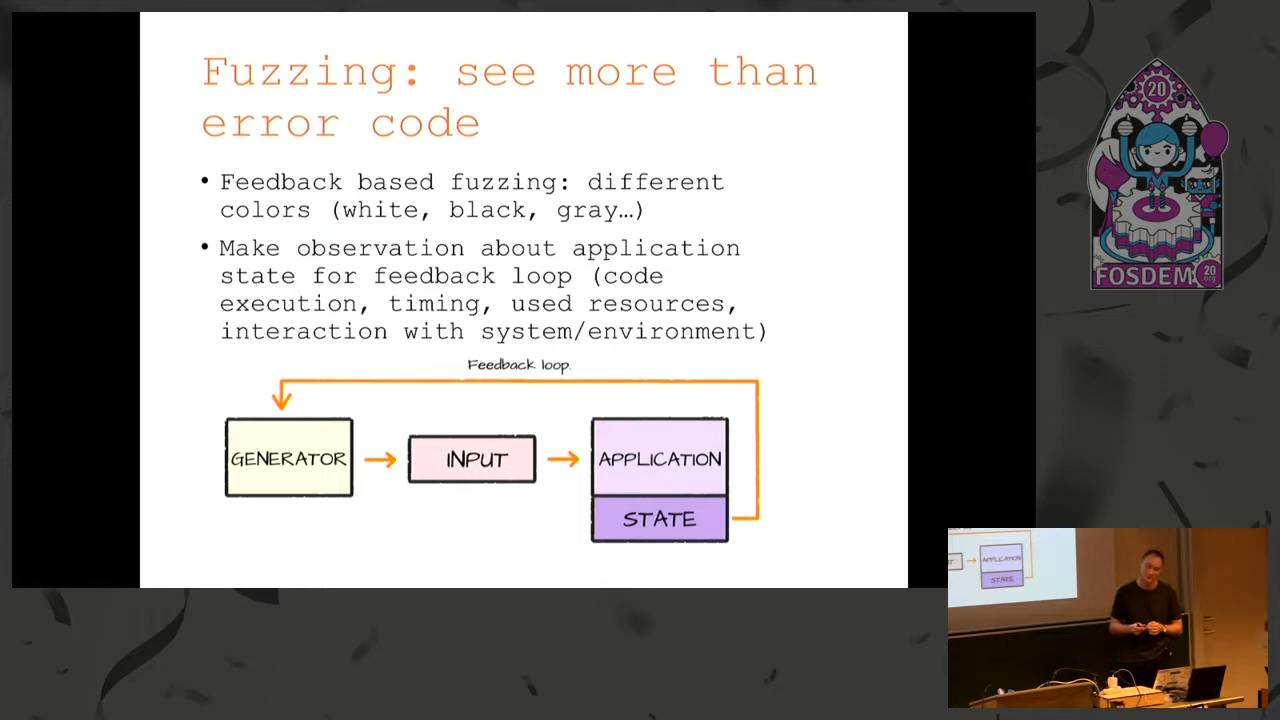 Fuzzing: see more than
error code
• Feedback based fuzzing: different
colors (white, black, gray…)
• Make observation about application
state for feedback loop (code
execution, timing, used resources,
interaction with system/environment)
Feedback loop.
GENERATOR
INPUT
APPLICATION
STATE
20
FOSDEM
20
.org
APPLICATION
STATE